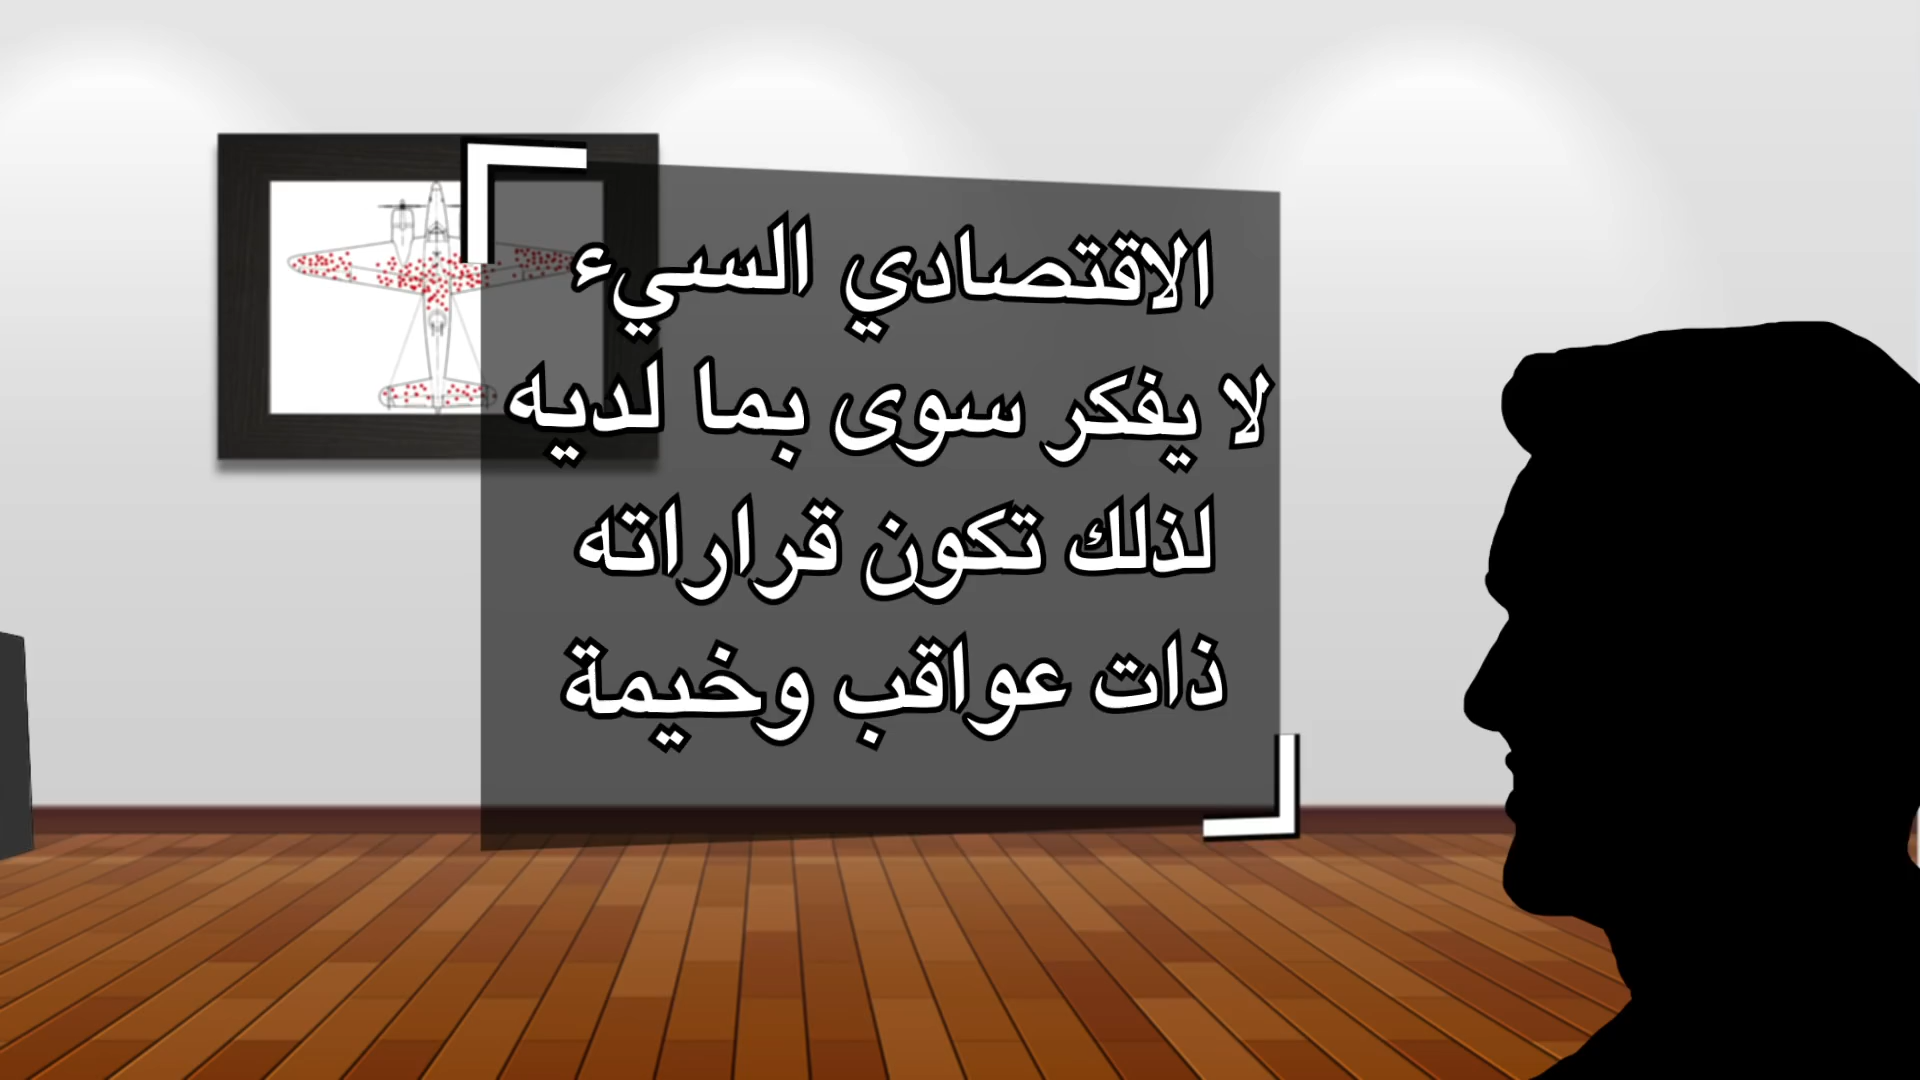 الاقتصادي السيء
لا يفكر سوى بما لديه
لذلك تكون قراراته
ذات عواقب وخيمة